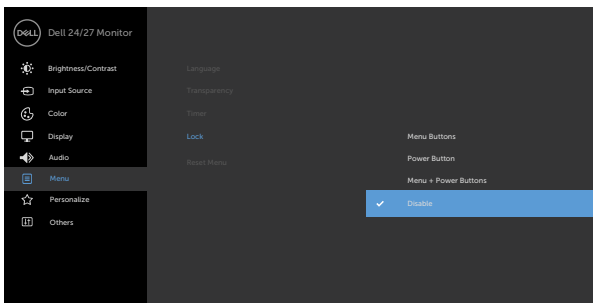 DELL
Dell 24/27 Monitor
Brightness/Contrast
Input Source
Color
Display
Audio
Menu
Personalize
Others
Language
Transparency
Timer
Lock
Reset Menu
Menu Buttons
Power Button
Menu + Power Buttons
Disable